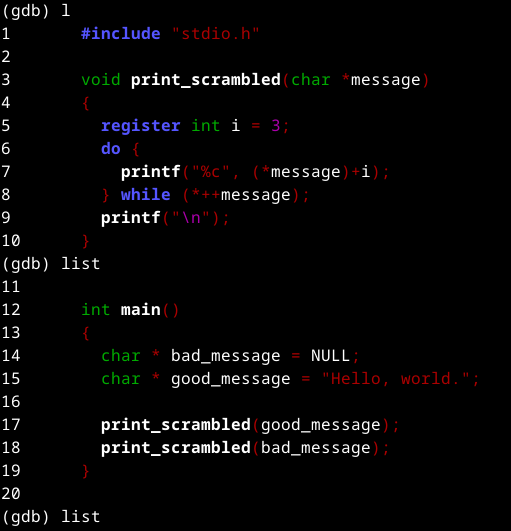 (gdb) l
1       #include "stdio.h"
2
3       void print_scrambled(char *message)
4       {
5         register int i = 3;
6         do {
7           printf("%c", (*message)+i);
8         } while (*++message);
9         printf("\n");
10      }
(gdb) list
11
12      int main()
13      {
14        char * bad_message = NULL;
15        char * good_message = "Hello, world.";
16
17        print_scrambled(good_message);
18        print_scrambled(bad_message);
19      }
20
(gdb) list